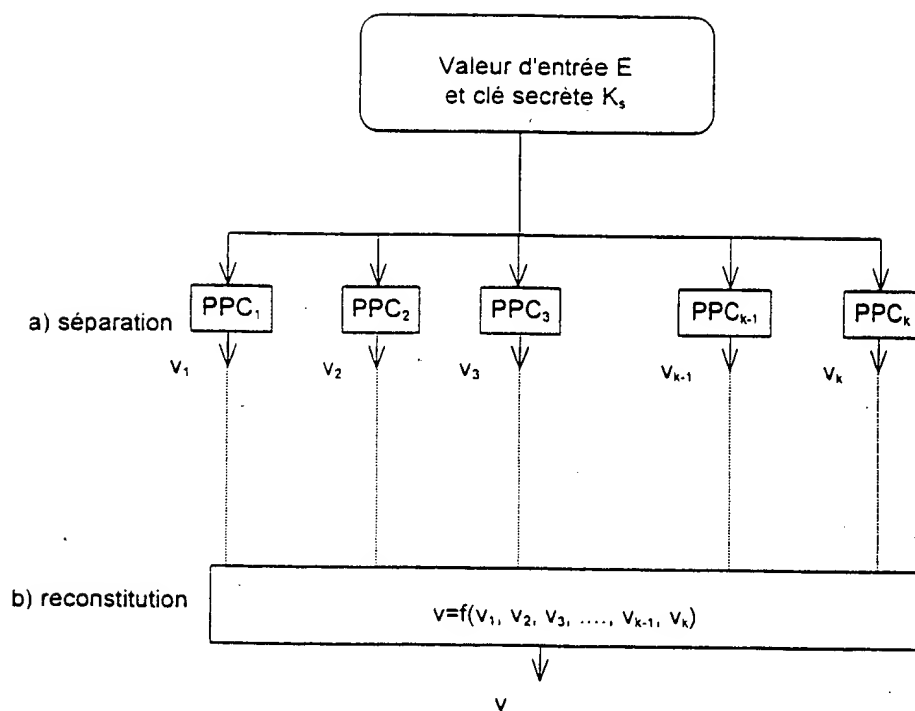 Valeur d'entrée E
et clé secrète Kₛ
PPC₁ PPC₂ PPC₃ PPCₖ₋₁ PPCₖ
a) séparation
v₁ v₂ v₃ vₖ₋₁ vₖ
b) reconstitution
v=f(v₁, v₂, v₃, ...., vₖ₋₁, vₖ)
v